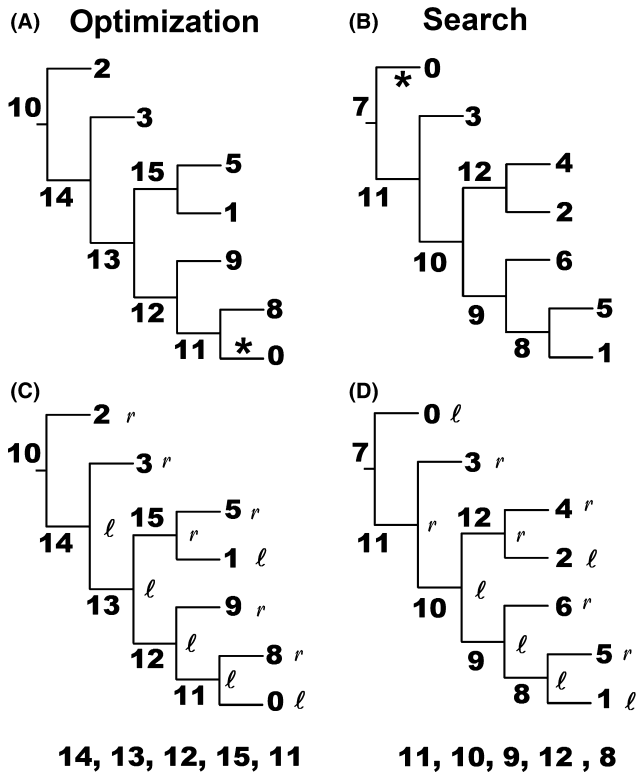 (A) Optimization
2
10
3
15
5
14
1
13
9
12
8
11
*
0
(B) Search
*
0
7
3
12
4
11
2
10
6
9
5
8
1
(C)
2 r
10
3 r
15
5 r
r
14
ℓ
1 ℓ
13
ℓ
9 r
12
ℓ
8 r
11
ℓ
0 ℓ
14, 13, 12, 15, 11
(D)
0 ℓ
7
3 r
12
4 r
11
r
r
2 ℓ
10
ℓ
6 r
9
ℓ
5 r
8
ℓ
1 ℓ
11, 10, 9, 12 , 8